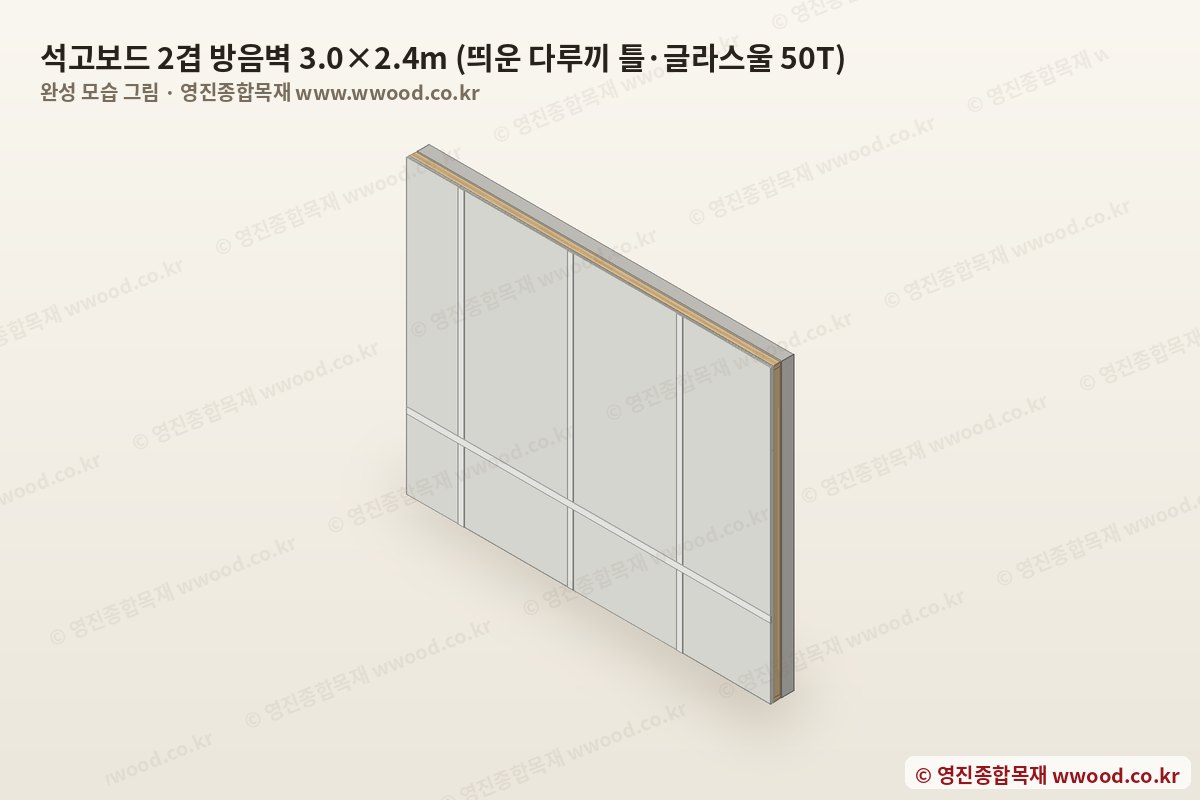 석고보드 2겹 방음벽 3.0×2.4m (띄운 다루끼 틀·글라스울 50T)
완성 모습 그림 · 영진종합목재 www.wwood.co.kr
© 영진종합목재 wwood.co.kr